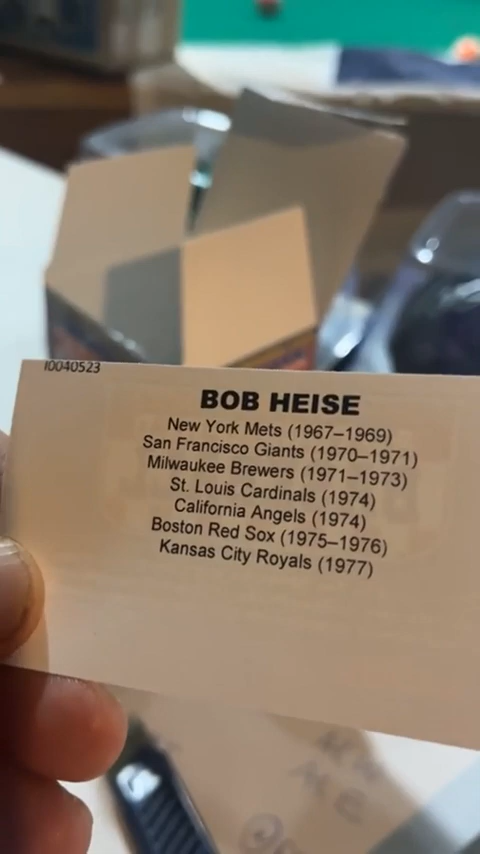 10040523
BOB HEISE
New York Mets (1967–1969)
San Francisco Giants (1970–1971)
Milwaukee Brewers (1971–1973)
St. Louis Cardinals (1974)
California Angels (1974)
Boston Red Sox (1975–1976)
Kansas City Royals (1977)